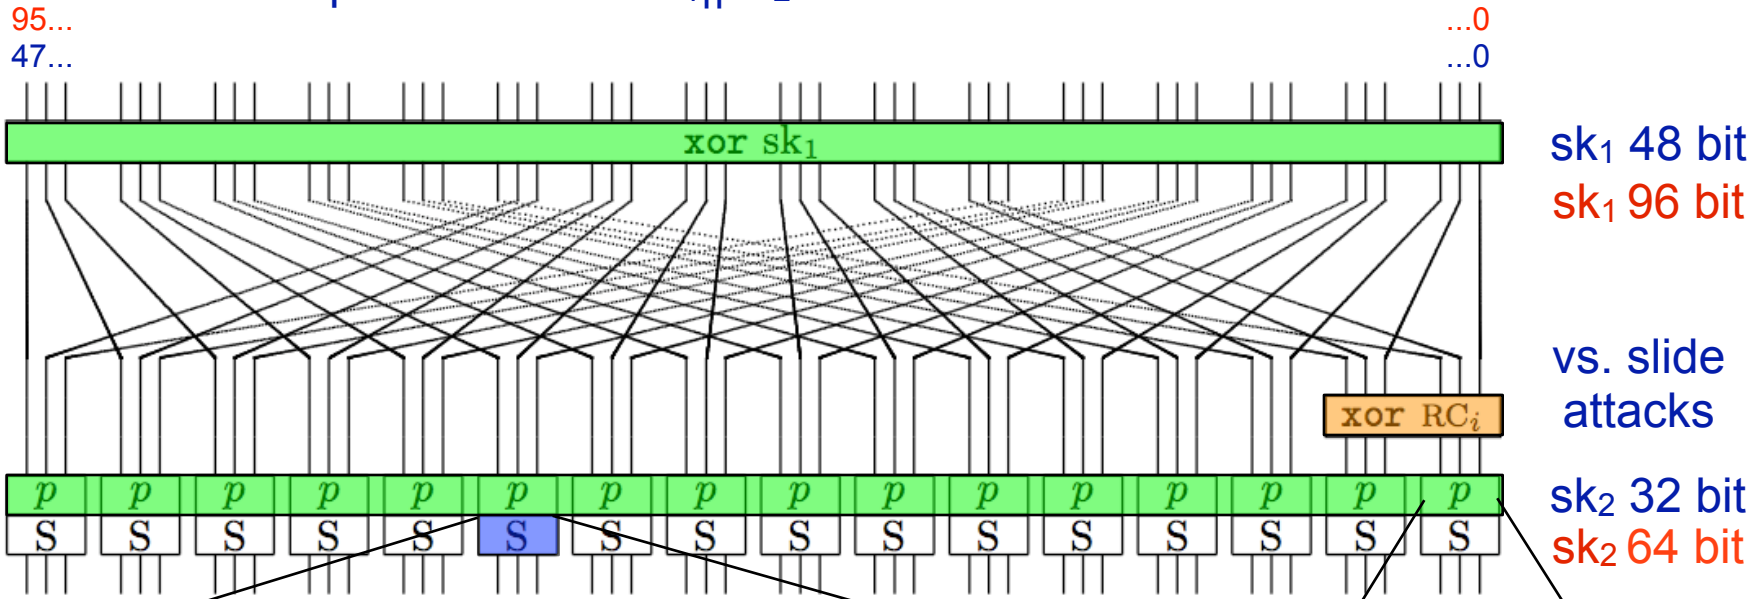 95... ...0
47... ...0
xor sk₁
sk₁ 48 bit
sk₁ 96 bit
vs. slide
attacks
xor RCᵢ
p p p p p p p p p p p p p p p p
sk₂ 32 bit
S S S S S S S S S S S S S S S S
sk₂ 64 bit